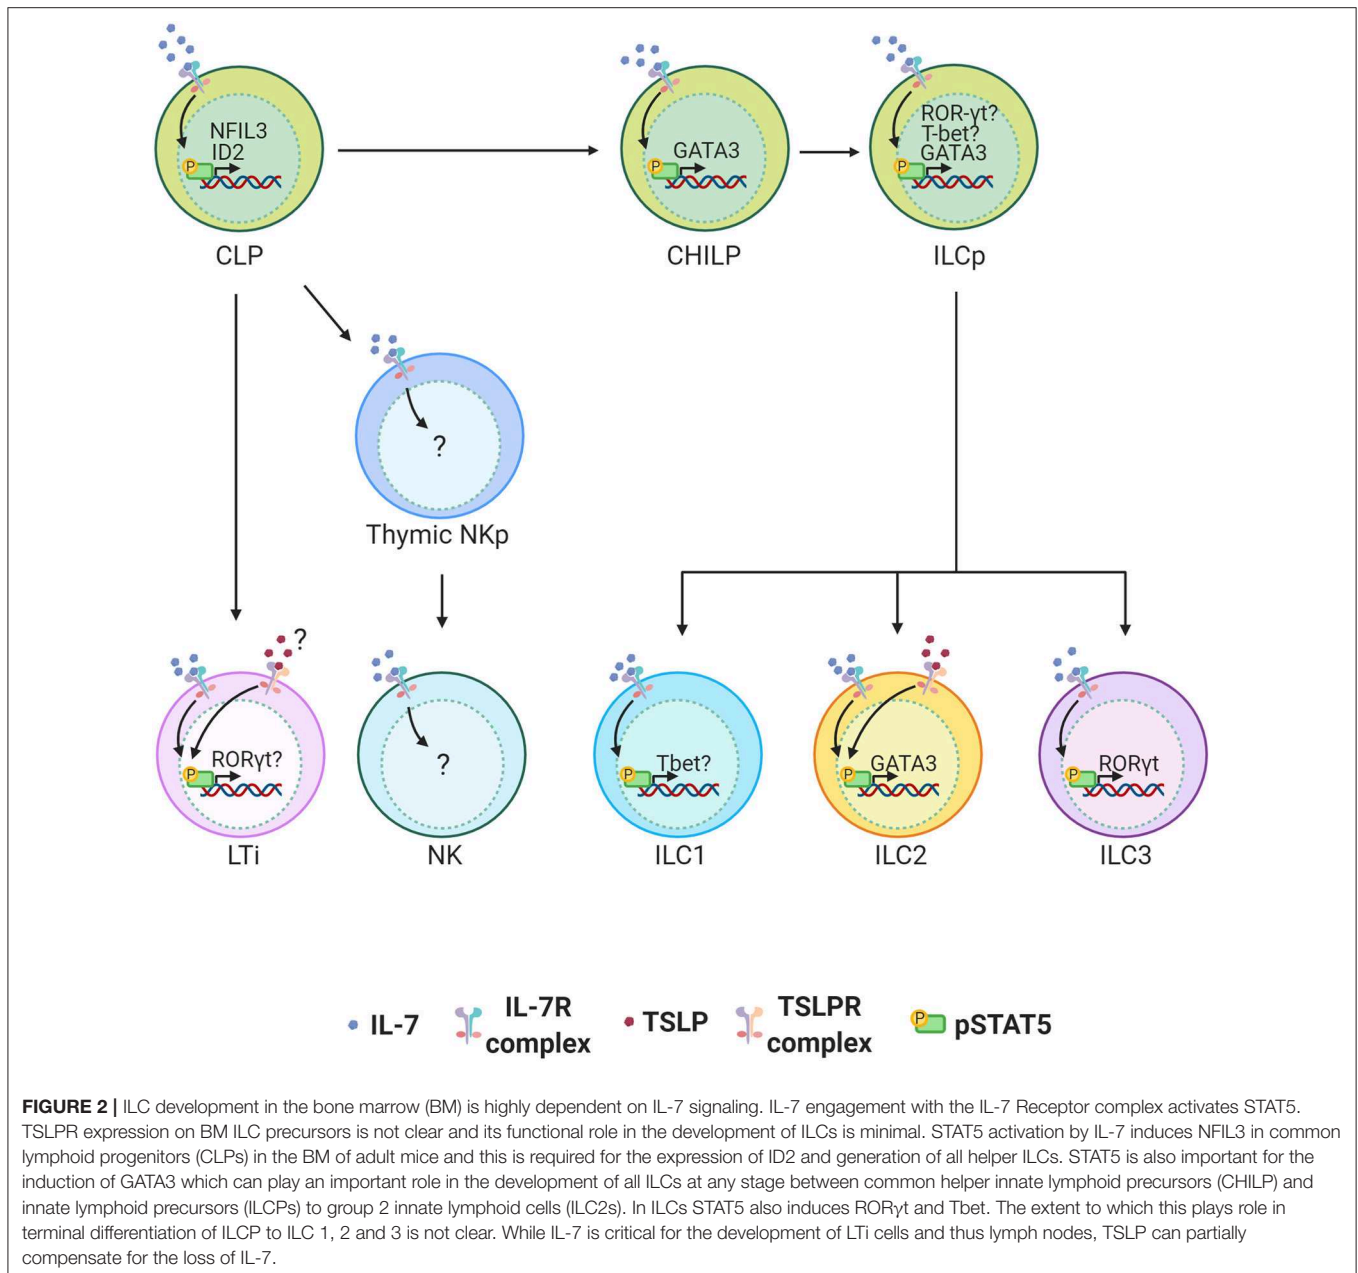 NFIL3
ID2
P
CLP
GATA3
P
CHILP
ROR-γt?
T-bet?
GATA3
P
ILCp
?
Thymic NKp
?
RORγt?
P
LTi
?
NK
Tbet?
P
ILC1
GATA3
P
ILC2
RORγt
P
ILC3
IL-7
IL-7R
complex
TSLP
TSLPR
complex
P
pSTAT5
FIGURE 2 | ILC development in the bone marrow (BM) is highly dependent on IL-7 signaling. IL-7 engagement with the IL-7 Receptor complex activates STAT5.
TSLPR expression on BM ILC precursors is not clear and its functional role in the development of ILCs is minimal. STAT5 activation by IL-7 induces NFIL3 in common
lymphoid progenitors (CLPs) in the BM of adult mice and this is required for the expression of ID2 and generation of all helper ILCs. STAT5 is also important for the
induction of GATA3 which can play an important role in the development of all ILCs at any stage between common helper innate lymphoid precursors (CHILP) and
innate lymphoid precursors (ILCPs) to group 2 innate lymphoid cells (ILC2s). In ILCs STAT5 also induces RORγt and Tbet. The extent to which this plays role in
terminal differentiation of ILCP to ILC 1, 2 and 3 is not clear. While IL-7 is critical for the development of LTi cells and thus lymph nodes, TSLP can partially
compensate for the loss of IL-7.